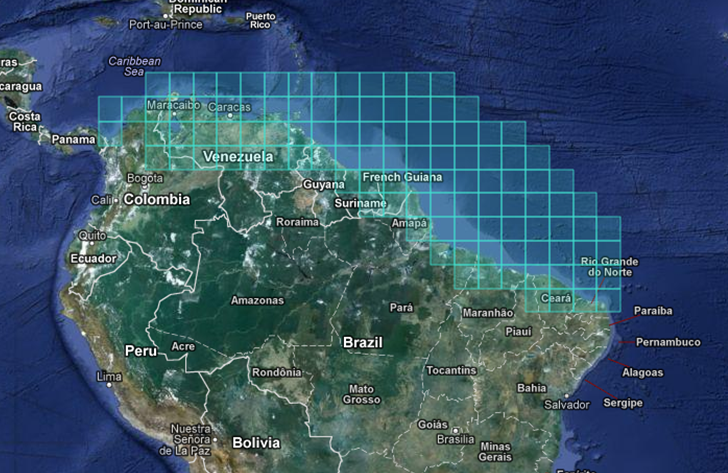 Dominican
Republic
Port-au-Prince
Puerto
Rico
Caribbean
Sea
ras
caragua
Maracaibo
Caracas
Costa
Rica
Panama
Venezuela
Bogota
French Guiana
Guyana
Cali
Colombia
Suriname
Roraima
Amapá
Quito
Ecuador
Rio Grande
do Norte
Amazonas
Pará
Ceará
Maranhão
Paraiba
Piaui
Acre
Peru
Brazil
Pernambuco
Rondônia
Tocantins
Alagoas
Lima
Mato
Grosso
Bahia
Salvador
Sergipe
Nuestra
Señora
de La Paz
Bolivia
Goiás
Brasilia
Minas
Gerais